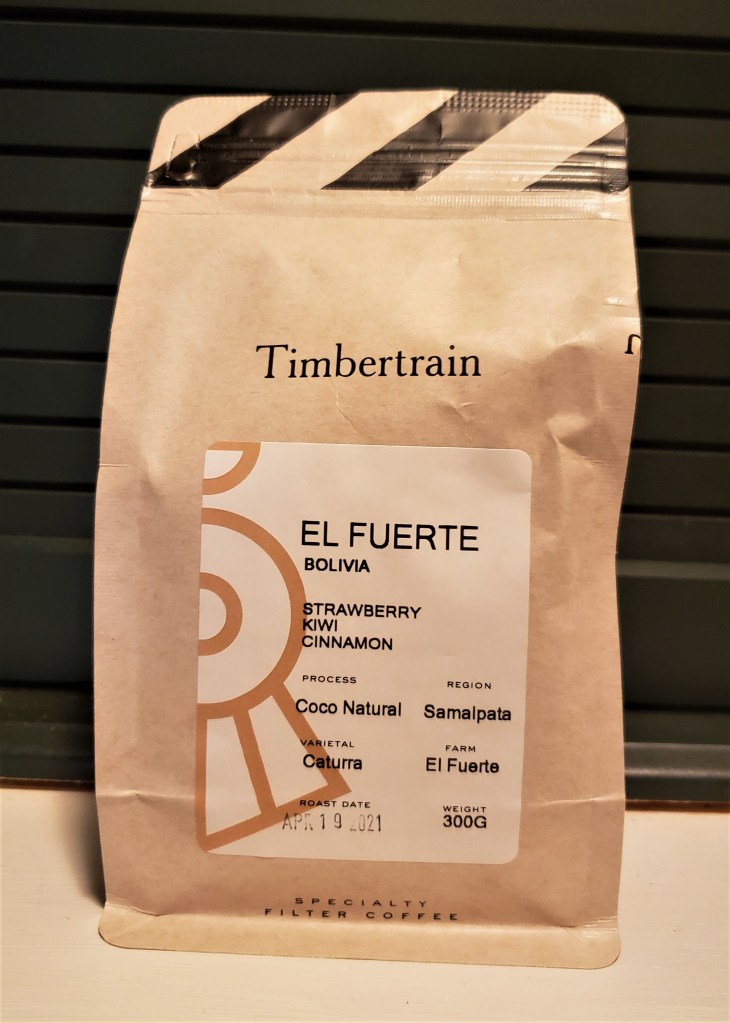 Timbertrain
EL FUERTE
BOLIVIA
STRAWBERRY
KIWI
CINNAMON
PROCESS REGION
Coco Natural Samalpata
VARIETAL FARM
Caturra El Fuerte
ROAST DATE WEIGHT
APR 19 2021 300G
SPECIALTY
FILTER COFFEE